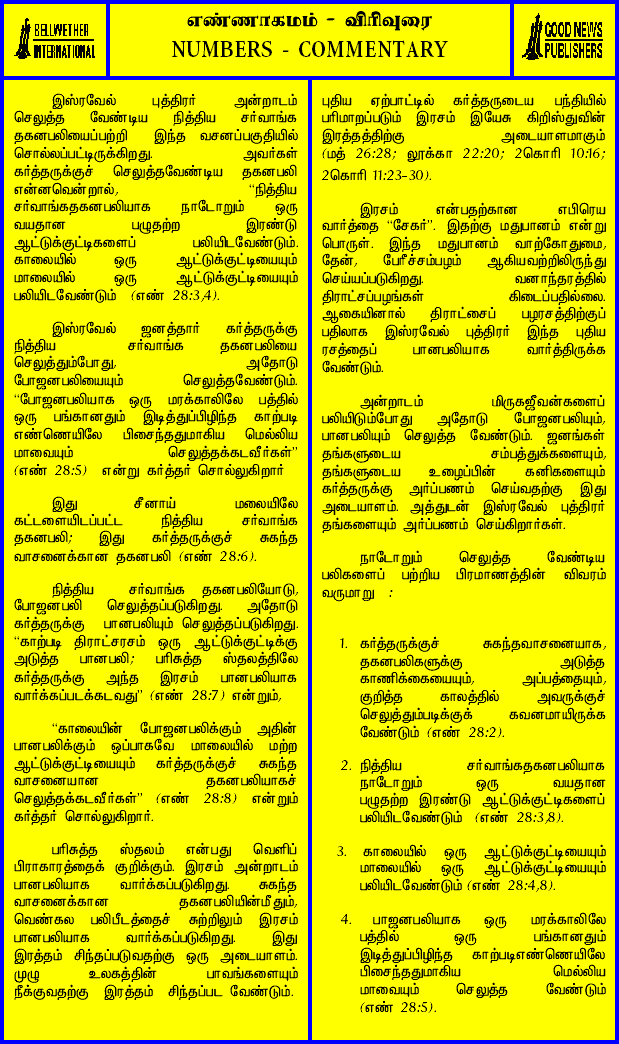 BELLWETHER
INTERNATIONAL
எண்ணாகமம் - விரிவுரை
NUMBERS - COMMENTARY
GOOD NEWS
PUBLISHERS
இஸ்ரவேல் புத்திரர் அன்றாடம்
செலுத்த வேண்டிய நித்திய சர்வாங்க
தகனபலியைப்பற்றி இந்த வசனப்பகுதியில்
சொல்லப்பட்டிருக்கிறது. அவர்கள்
கர்த்தருக்குச் செலுத்தவேண்டிய தகனபலி
என்னவென்றால், "நித்திய
சர்வாங்கதகனபலியாக நாடோறும் ஒரு
வயதான பழுதற்ற இரண்டு
ஆட்டுக்குட்டிகளைப் பலியிடவேண்டும்.
காலையில் ஒரு ஆட்டுக்குட்டியையும்
மாலையில் ஒரு ஆட்டுக்குட்டியையும்
பலியிடவேண்டும் (எண் 28:3,4).
இஸ்ரவேல் ஜனத்தார் கர்த்தருக்கு
நித்திய சர்வாங்க தகனபலியை
செலுத்தும்போது, அதோடு
போஜனபலியையும் செலுத்தவேண்டும்.
"போஜனபலியாக ஒரு மரக்காலிலே பத்தில்
ஒரு பங்கானதும் இடித்துப்பிழிந்த காற்படி
எண்ணெயிலே பிசைந்ததுமாகிய மெல்லிய
மாவையும் செலுத்தக்கடவீர்கள்"
(எண் 28:5) என்று கர்த்தர் சொல்லுகிறார்
இது சீனாய் மலையிலே
கட்டளையிடப்பட்ட நித்திய சர்வாங்க
தகனபலி; இது கர்த்தருக்குச் சுகந்த
வாசனைக்கான தகனபலி (எண் 28:6).
நித்திய சர்வாங்க தகனபலியோடு,
போஜனபலி செலுத்தப்படுகிறது. அதோடு
கர்த்தருக்கு பானபலியும் செலுத்தப்படுகிறது.
"காற்படி திராட்சரசம் ஒரு ஆட்டுக்குட்டிக்கு
அடுத்த பானபலி; பரிசுத்த ஸ்தலத்திலே
கர்த்தருக்கு அந்த இரசம் பானபலியாக
வார்க்கப்படக்கடவது" (எண் 28:7) என்றும்,
"காலையின் போஜனபலிக்கும் அதின்
பானபலிக்கும் ஒப்பாகவே மாலையில் மற்ற
ஆட்டுக்குட்டியையும் கர்த்தருக்குச் சுகந்த
வாசனையான தகனபலியாகச்
செலுத்தக்கடவீர்கள்" (எண் 28:8) என்றும்
கர்த்தர் சொல்லுகிறார்.
பரிசுத்த ஸ்தலம் என்பது வெளிப்
பிராகாரத்தைக் குறிக்கும். இரசம் அன்றாடம்
பானபலியாக வார்க்கப்படுகிறது. சுகந்த
வாசனைக்கான தகனபலியின்மீதும்,
வெண்கல பலிபீடத்தைச் சுற்றிலும் இரசம்
பானபலியாக வார்க்கப்படுகிறது. இது
இரத்தம் சிந்தப்படுவதற்கு ஒரு அடையாளம்.
முழு உலகத்தின் பாவங்களையும்
நீக்குவதற்கு இரத்தம் சிந்தப்பட வேண்டும்.
புதிய ஏற்பாட்டில் கர்த்தருடைய பந்தியில்
பரிமாறப்படும் இரசம் இயேசு கிறிஸ்துவின்
இரத்தத்திற்கு அடையாளமாகும்
(மத் 26:28; லூக்கா 22:20; 2கொரி 10:16;
2கொரி 11:23-30).
இரசம் என்பதற்கான எபிரெய
வார்த்தை "சேகர்". இதற்கு மதுபானம் என்று
பொருள். இந்த மதுபானம் வாற்கோதுமை,
தேன், பேரீச்சம்பழம் ஆகியவற்றிலிருந்து
செய்யப்படுகிறது. வனாந்தரத்தில்
திராட்சப்பழங்கள் கிடைப்பதில்லை.
ஆகையினால் திராட்சைப் பழரசத்திற்குப்
பதிலாக இஸ்ரவேல் புத்திரர் இந்த புதிய
ரசத்தைப் பானபலியாக வார்த்திருக்க
வேண்டும்.
அன்றாடம் மிருகஜீவன்களைப்
பலியிடும்போது அதோடு போஜனபலியும்,
பானபலியும் செலுத்த வேண்டும். ஜனங்கள்
தங்களுடைய சம்பத்துக்களையும்,
தங்களுடைய உழைப்பின் கனிகளையும்
கர்த்தருக்கு அர்ப்பணம் செய்வதற்கு இது
அடையாளம். அத்துடன் இஸ்ரவேல் புத்திரர்
தங்களையும் அர்ப்பணம் செய்கிறார்கள்.
நாடோறும் செலுத்த வேண்டிய
பலிகளைப் பற்றிய பிரமாணத்தின் விவரம்
வருமாறு :
1. கர்த்தருக்குச் சுகந்தவாசனையாக,
தகனபலிகளுக்கு அடுத்த
காணிக்கையையும், அப்பத்தையும்,
குறித்த காலத்தில் அவருக்குச்
செலுத்தும்படிக்குக் கவனமாயிருக்க
வேண்டும் (எண் 28:2).
2. நித்திய சர்வாங்கதகனபலியாக
நாடோறும் ஒரு வயதான
பழுதற்ற இரண்டு ஆட்டுக்குட்டிகளைப்
பலியிடவேண்டும் (எண் 28:3,8).
3. காலையில் ஒரு ஆட்டுக்குட்டியையும்
மாலையில் ஒரு ஆட்டுக்குட்டியையும்
பலியிடவேண்டும் (எண் 28:4,8).
4. பாஜனபலியாக ஒரு மரக்காலிலே
பத்தில் ஒரு பங்கானதும்
இடித்துப்பிழிந்த காற்படிஎண்ணெயிலே
பிசைந்ததுமாகிய மெல்லிய
மாவையும் செலுத்த வேண்டும்
(எண் 28:5).